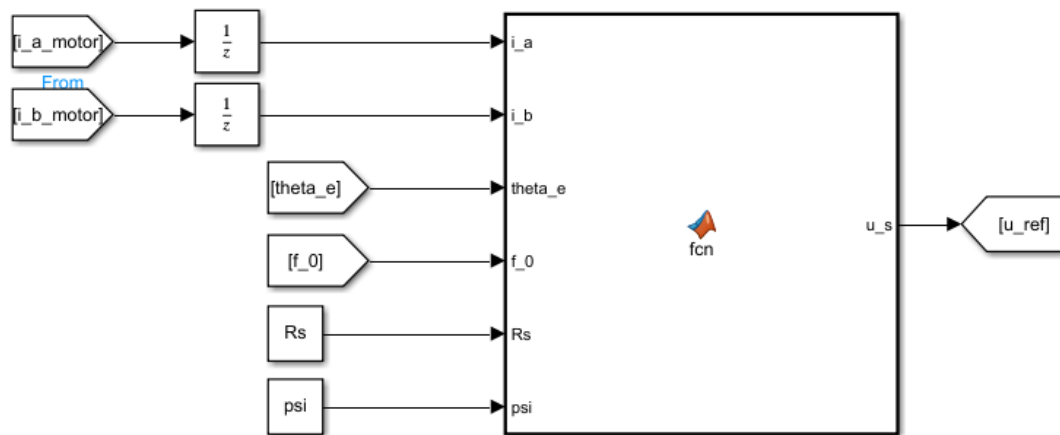 [i_a_motor]
1
z
i_a
From
[i_b_motor]
1
z
i_b
[theta_e]
theta_e
fcn
u_s
[u_ref]
[f_0]
f_0
Rs
Rs
psi
psi